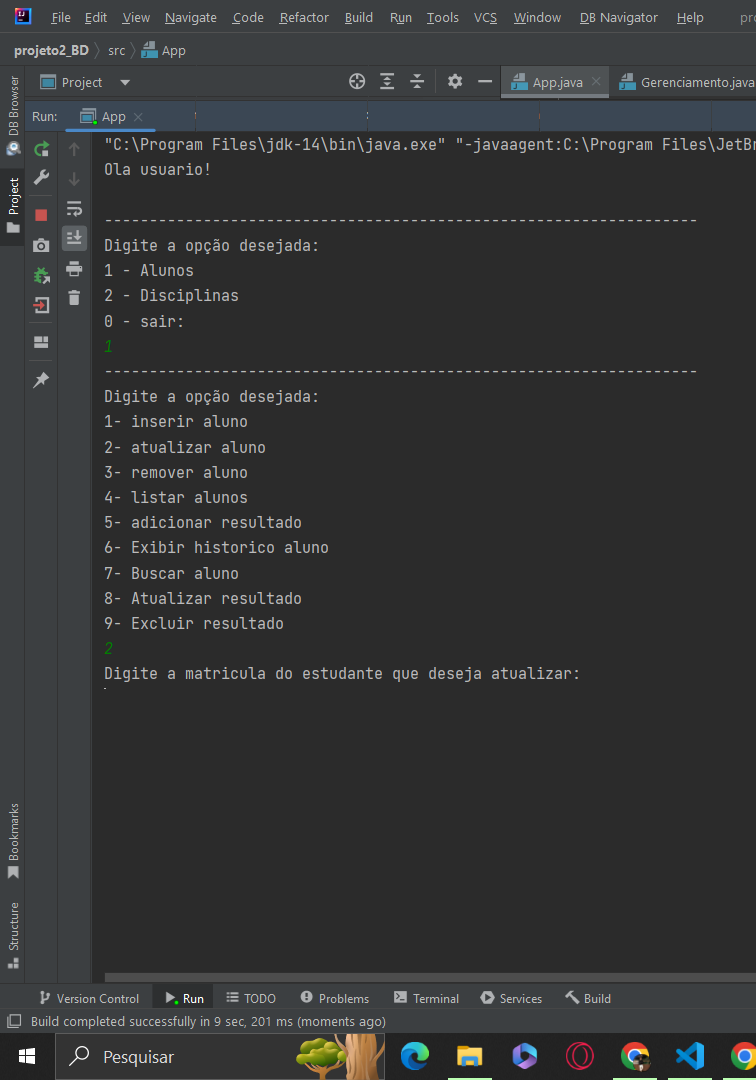 File Edit View Navigate Code Refactor Build Run Tools VCS Window DB Navigator Help
projeto2_BD src App
Project App.java Gerenciamento.java
DB Browser
Project
Run: App
"C:\Program Files\jdk-14\bin\java.exe" "-javaagent:C:\Program Files\JetBr
Ola usuario!
------------------------------------------------------------------
Digite a opção desejada:
1 - Alunos
2 - Disciplinas
0 - sair:
1
------------------------------------------------------------------
Digite a opção desejada:
1- inserir aluno
2- atualizar aluno
3- remover aluno
4- listar alunos
5- adicionar resultado
6- Exibir historico aluno
7- Buscar aluno
8- Atualizar resultado
9- Excluir resultado
2
Digite a matricula do estudante que deseja atualizar:
Bookmarks
Structure
Version Control Run TODO Problems Terminal Services Build
Build completed successfully in 9 sec, 201 ms (moments ago)
Pesquisar